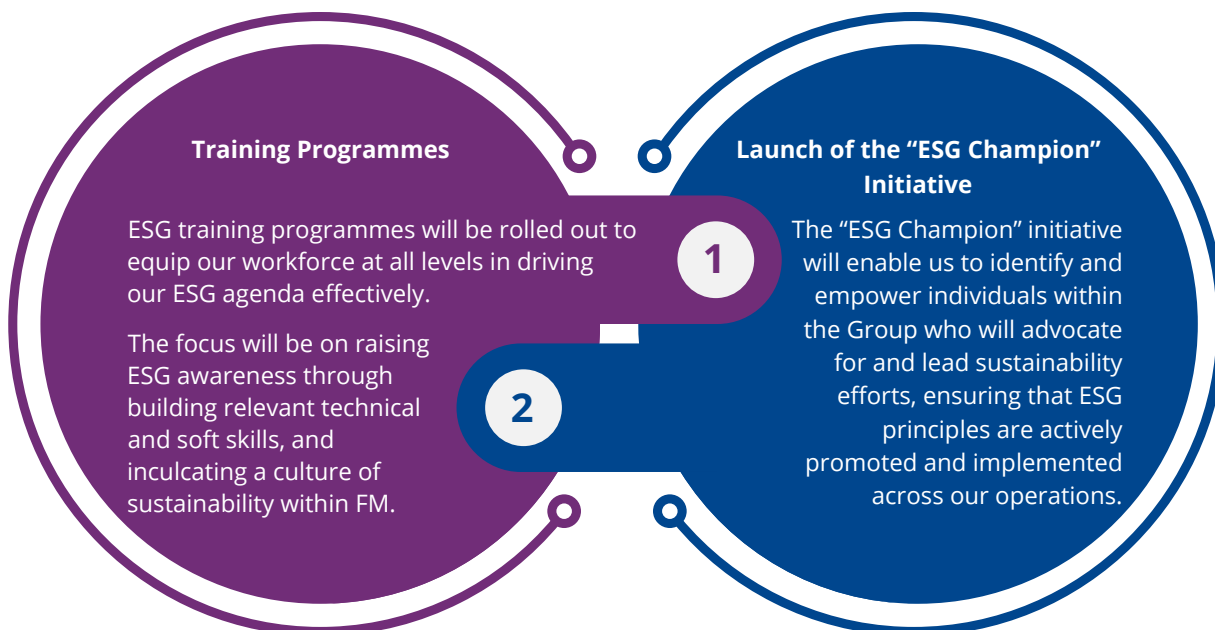 Training Programmes
ESG training programmes will be rolled out to
equip our workforce at all levels in driving
our ESG agenda effectively.
The focus will be on raising
ESG awareness through
building relevant technical
and soft skills, and
inculcating a culture of
sustainability within FM.
1
2
Launch of the “ESG Champion”
Initiative
The “ESG Champion” initiative
will enable us to identify and
empower individuals within
the Group who will advocate
for and lead sustainability
efforts, ensuring that ESG
principles are actively
promoted and implemented
across our operations.